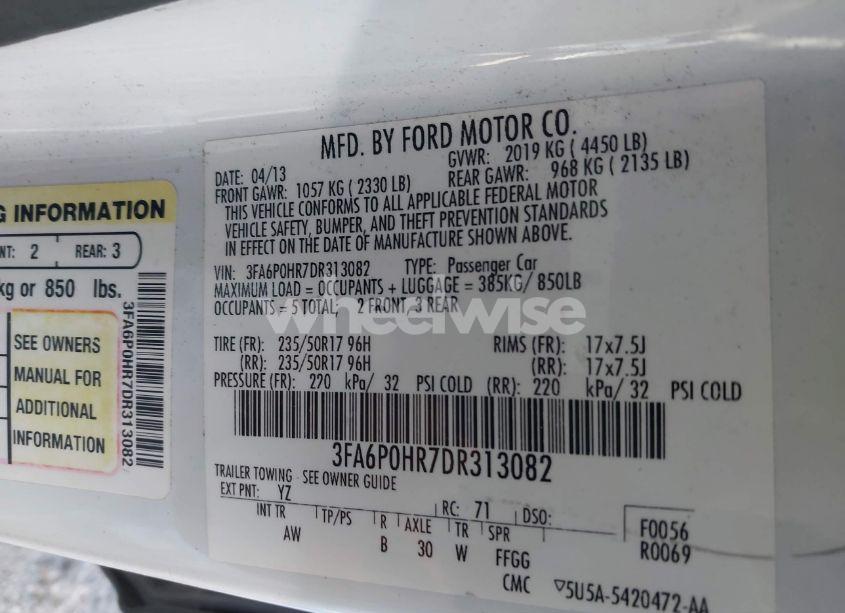 MFD. BY FORD MOTOR CO.
DATE: 04/13 GVWR: 2019 KG ( 4450 LB)
FRONT GAWR: 1057 KG ( 2330 LB) REAR GAWR: 968 KG ( 2135 LB)
THIS VEHICLE CONFORMS TO ALL APPLICABLE FEDERAL MOTOR
VEHICLE SAFETY, BUMPER, AND THEFT PREVENTION STANDARDS
IN EFFECT ON THE DATE OF MANUFACTURE SHOWN ABOVE.
VIN: 3FA6P0HR7DR313082 TYPE: Passenger Car
MAXIMUM LOAD = OCCUPANTS + LUGGAGE = 385KG/ 850LB
OCCUPANTS = 5 TOTAL, 2 FRONT, 3 REAR
wheelwise
TIRE (FR): 235/50R17 96H RIMS (FR): 17x7.5J
(RR): 235/50R17 96H (RR): 17x7.5J
PRESSURE (FR): 220 kPa/ 32 PSI COLD (RR): 220 kPa/ 32 PSI COLD
3FA6P0HR7DR313082
TRAILER TOWING - SEE OWNER GUIDE
EXT PNT: YZ RC: 71 DSO:
INT TR TP/PS R AXLE TR SPR
AW B 30 W FFGG
CMC
F0056
R0069
5U5A-5420472-AA
INFORMATION
2 REAR: 3
kg or 850 lbs.
SEE OWNERS
MANUAL FOR
ADDITIONAL
INFORMATION
3FA6P0HR7DR313082